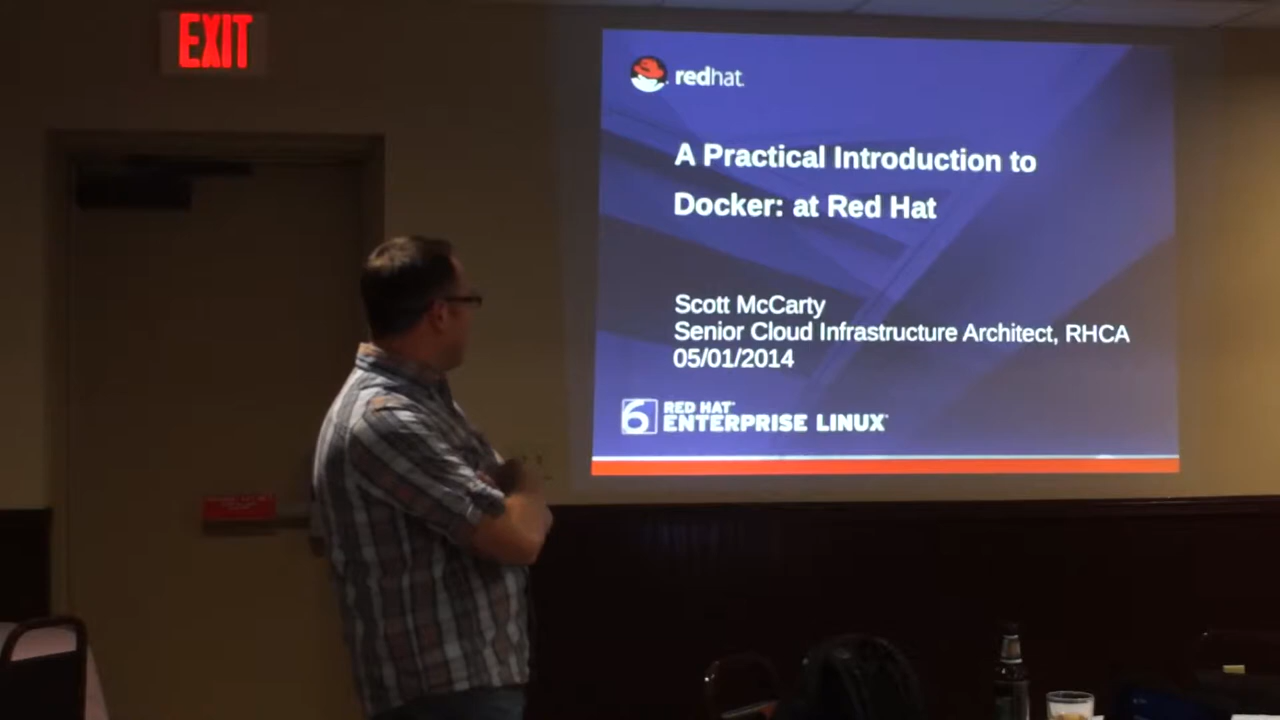 EXIT
redhat.
A Practical Introduction to
Docker: at Red Hat
Scott McCarty
Senior Cloud Infrastructure Architect, RHCA
05/01/2014
6 RED HAT
ENTERPRISE LINUX